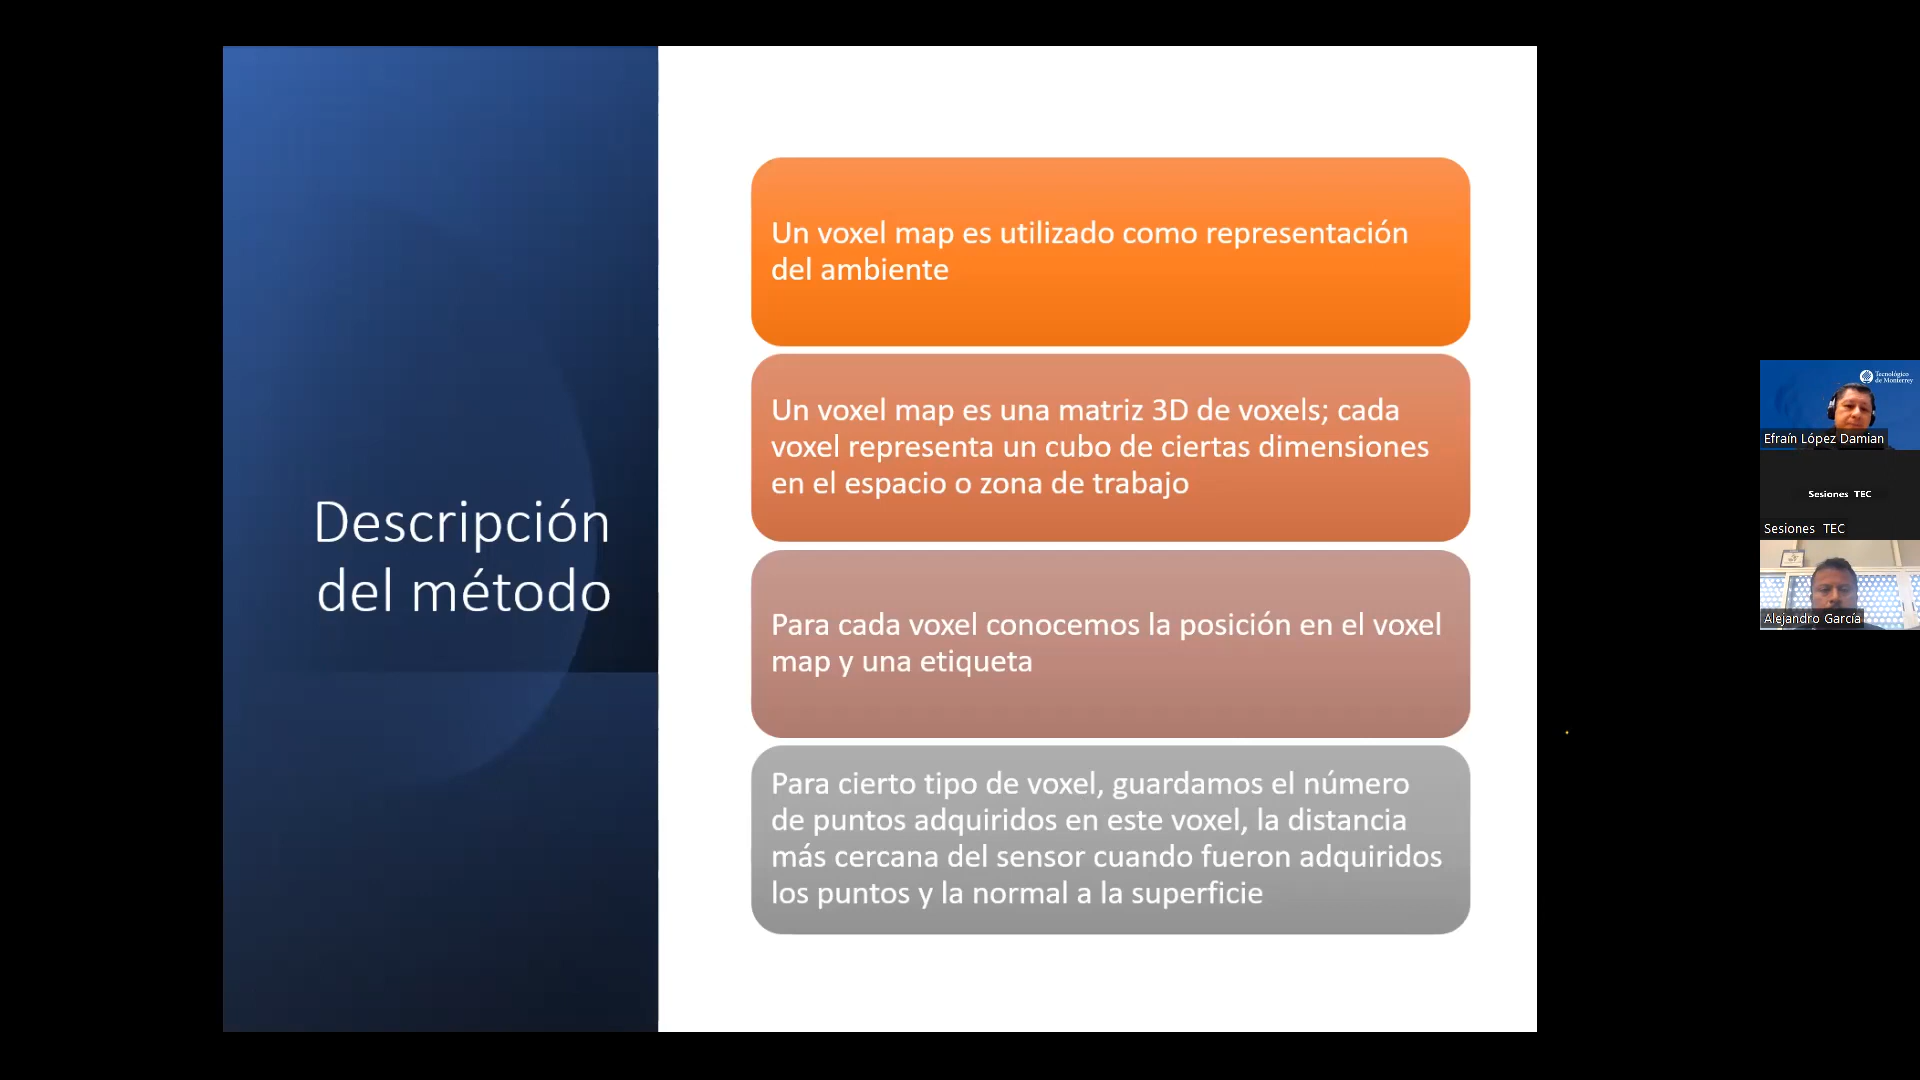 Descripción
del método
Un voxel map es utilizado como representación
del ambiente
Un voxel map es una matriz 3D de voxels; cada
voxel representa un cubo de ciertas dimensiones
en el espacio o zona de trabajo
Para cada voxel conocemos la posición en el voxel
map y una etiqueta
Para cierto tipo de voxel, guardamos el número
de puntos adquiridos en este voxel, la distancia
más cercana del sensor cuando fueron adquiridos
los puntos y la normal a la superficie
Tecnológico
de Monterrey
Efraín López Damian
Sesiones TEC
Sesiones TEC
Alejandro García